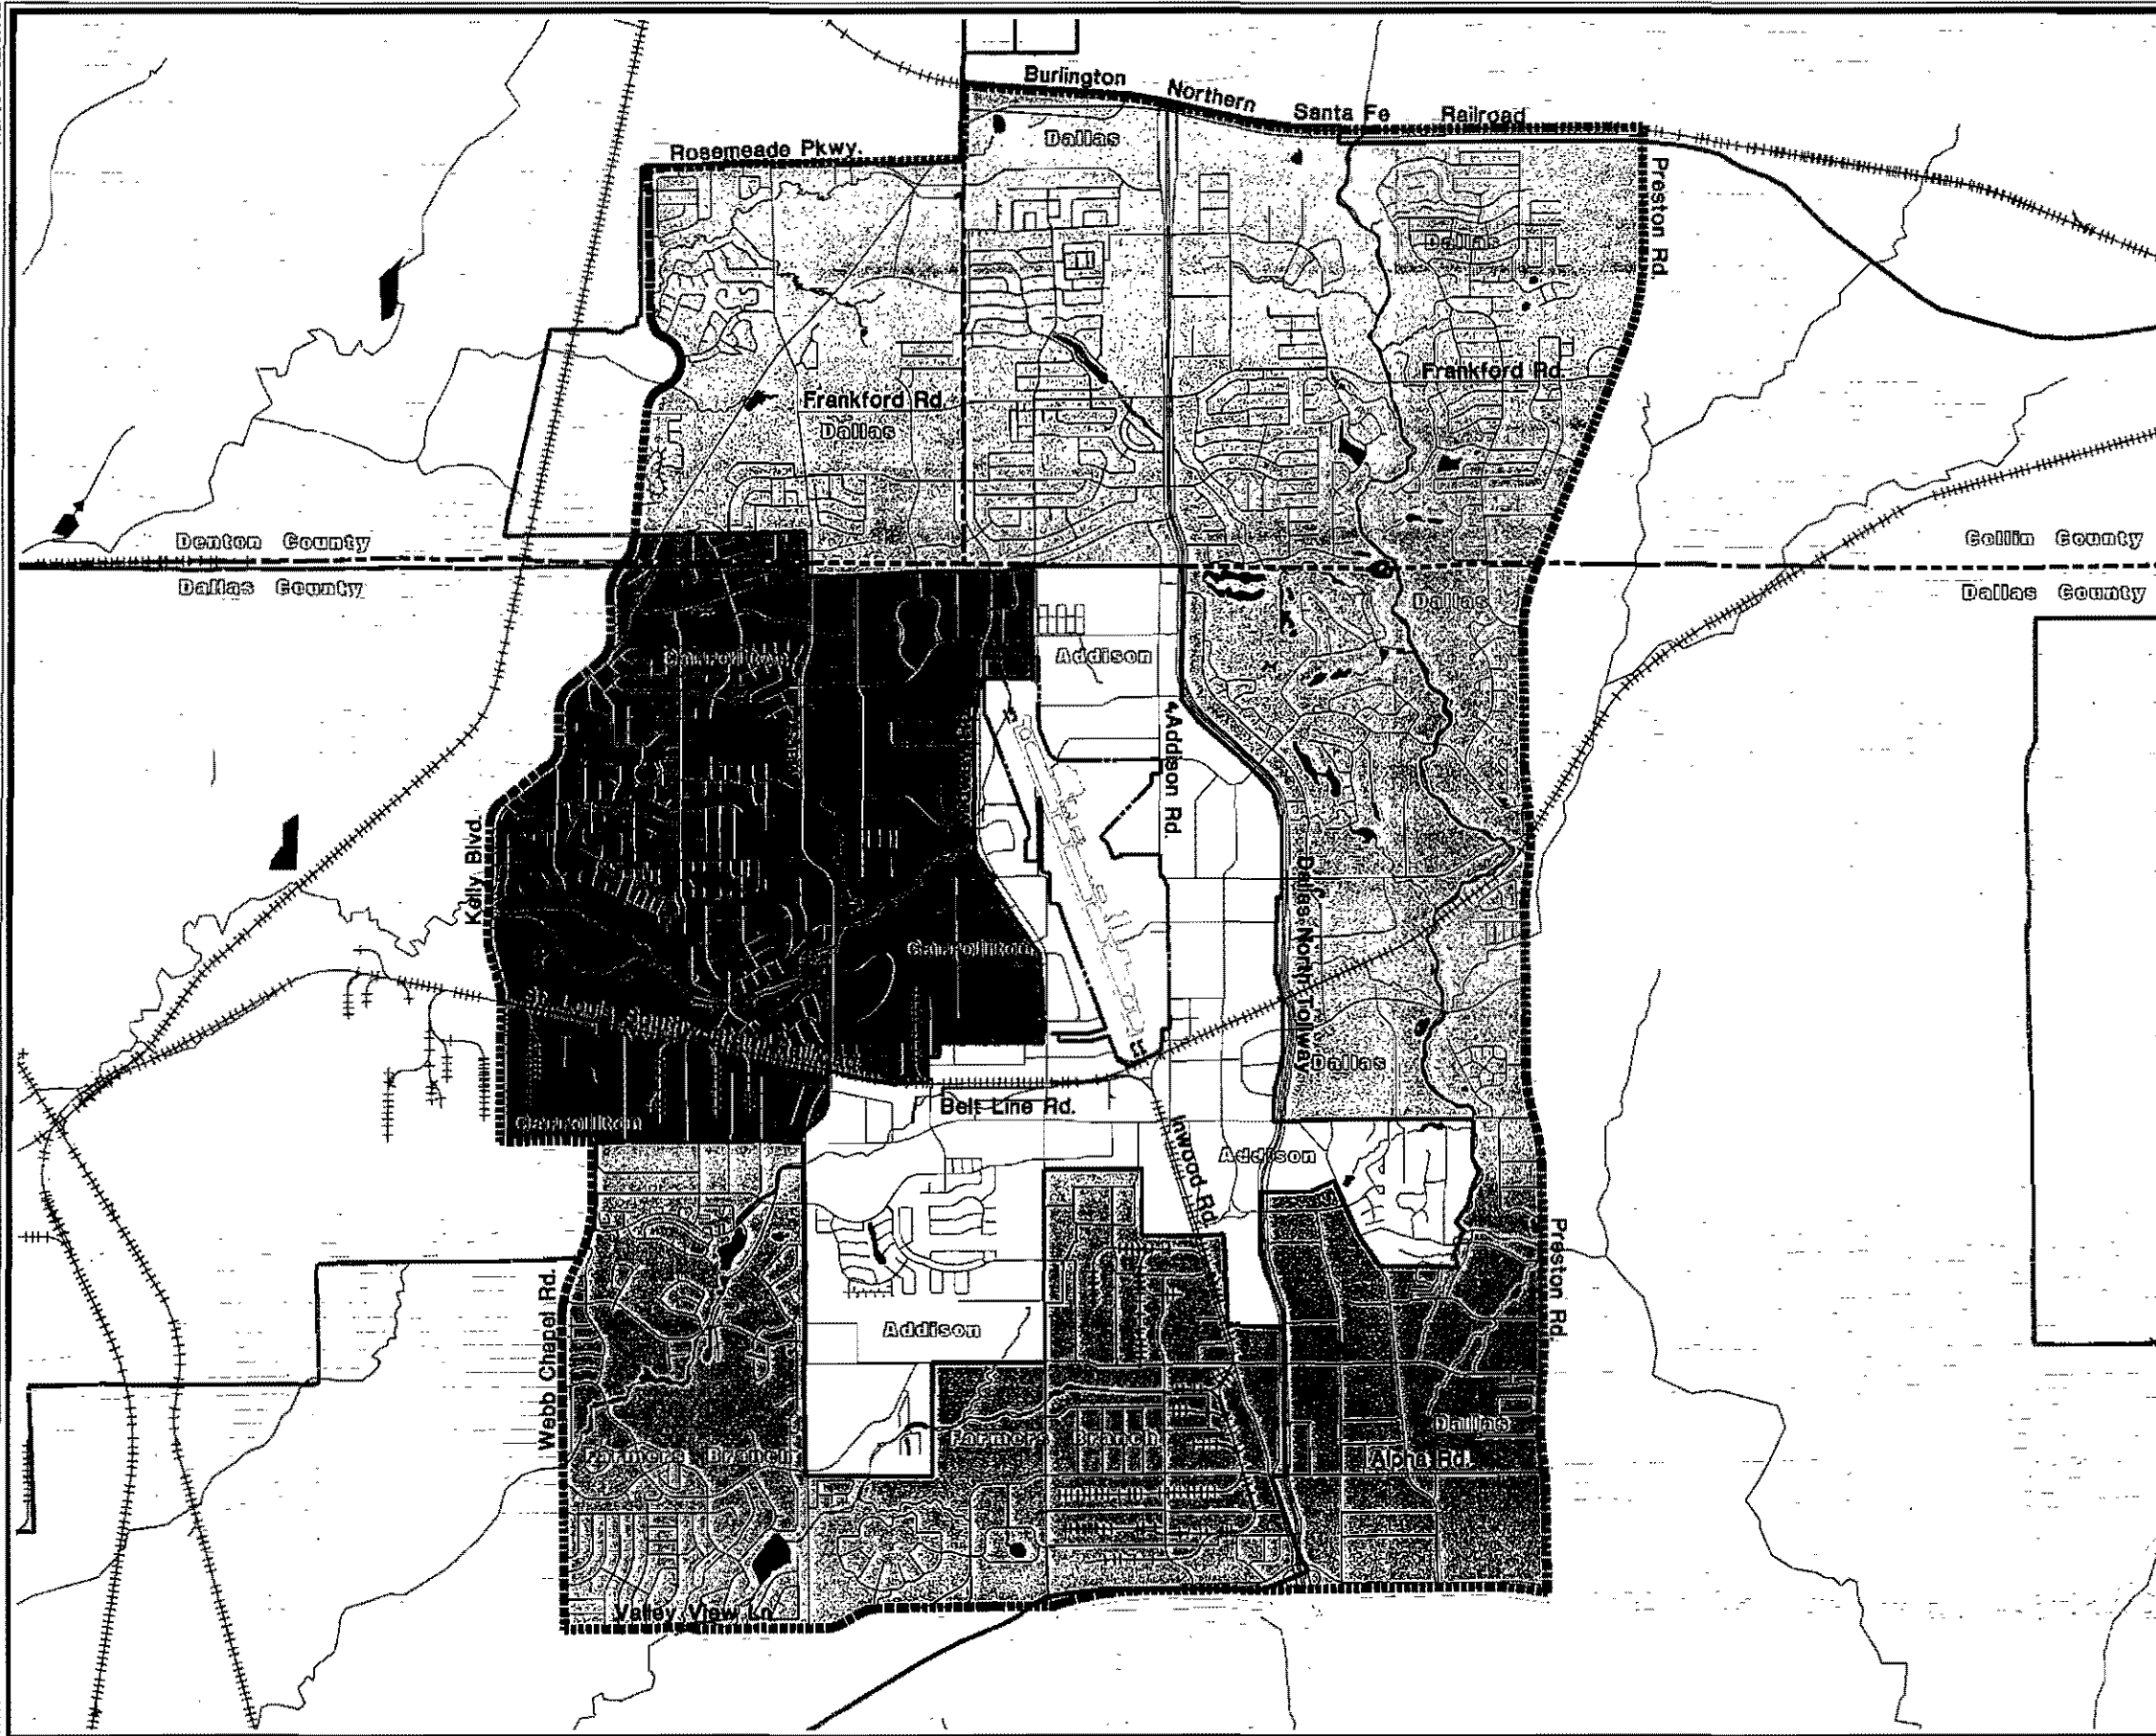 Burlington Northern Santa Fe Railroad
Dallas
Rosemeade Pkwy.
Preston Rd.
Dallas
Frankford Rd.
Frankford Rd.
Dallas
Denton County
Dallas County
Collin County
Dallas County
Dallas
Carrollton
Addison
Addison Rd.
Kelly Blvd.
Dallas North Tollway
Carrollton
Dallas
Belt Line Rd.
Carrollton
Inwood Rd.
Addison
Preston Rd.
Webb Chapel Rd.
Addison
Dallas
Farmers Branch
Farmers Branch
Alpha Rd.
Valley View Ln.